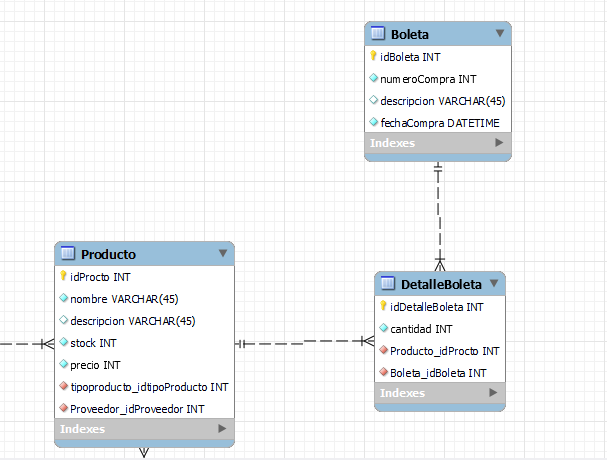 Boleta
idBoleta INT
numeroCompra INT
descripcion VARCHAR(45)
fechaCompra DATETIME
Indexes
Producto
idProcto INT
nombre VARCHAR(45)
descripcion VARCHAR(45)
stock INT
precio INT
tipoproducto_idtipoProducto INT
Proveedor_idProveedor INT
Indexes
DetalleBoleta
idDetalleBoleta INT
cantidad INT
Producto_idProcto INT
Boleta_idBoleta INT
Indexes